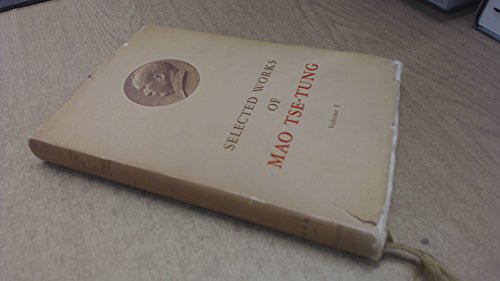 SELECTED WORKS
OF
MAO TSE-TUNG
Volume I